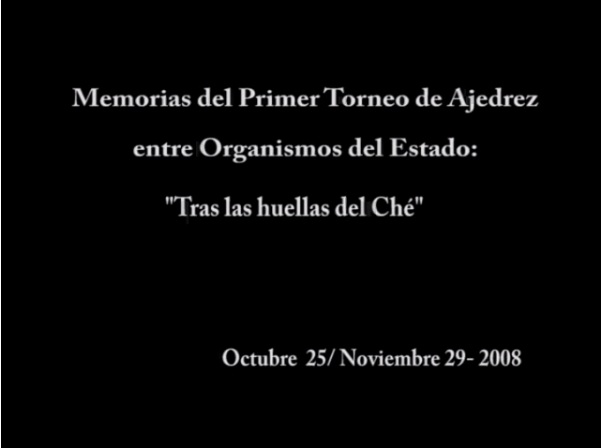 Memorias del Primer Torneo de Ajedrez
entre Organismos del Estado:
"Tras las huellas del Ché"
Octubre 25/ Noviembre 29- 2008